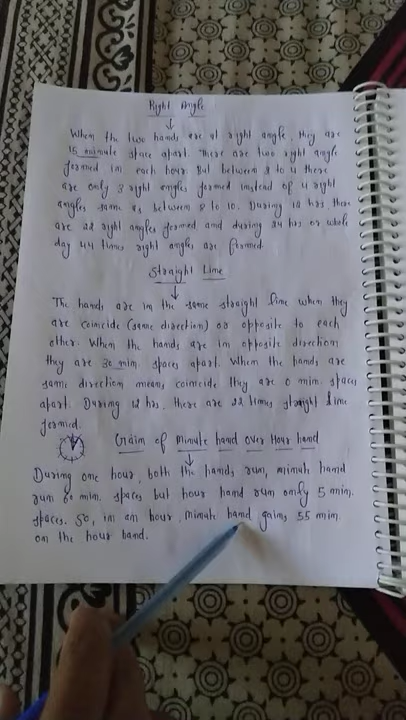 Right Angle
When the two hands are at right angle, they are
15 minute space apart. There are two right angle
formed in each hour. But between 2 to 4 there
are only 3 right angles formed instead of 4 right
angles same as between 8 to 10. During 12 hrs there
are 22 right angles formed and during 24 hrs or whole
day 44 times right angles are formed.
Straight Line
The hands are in the same straight line when they
are coincide (same direction) or opposite to each
other. When the hands are in opposite direction
they are 30 min. spaces apart. When the hands are
same direction means coincide they are 0 min. spaces
apart. During 12 hrs, there are 22 times straight line
formed.
Gain of minute hand over Hour hand
During one hour, both the hands run, minute hand
run 60 min. spaces but hour hand run only 5 min.
spaces. So, in an hour, minute hand gains 55 min.
on the hour hand.